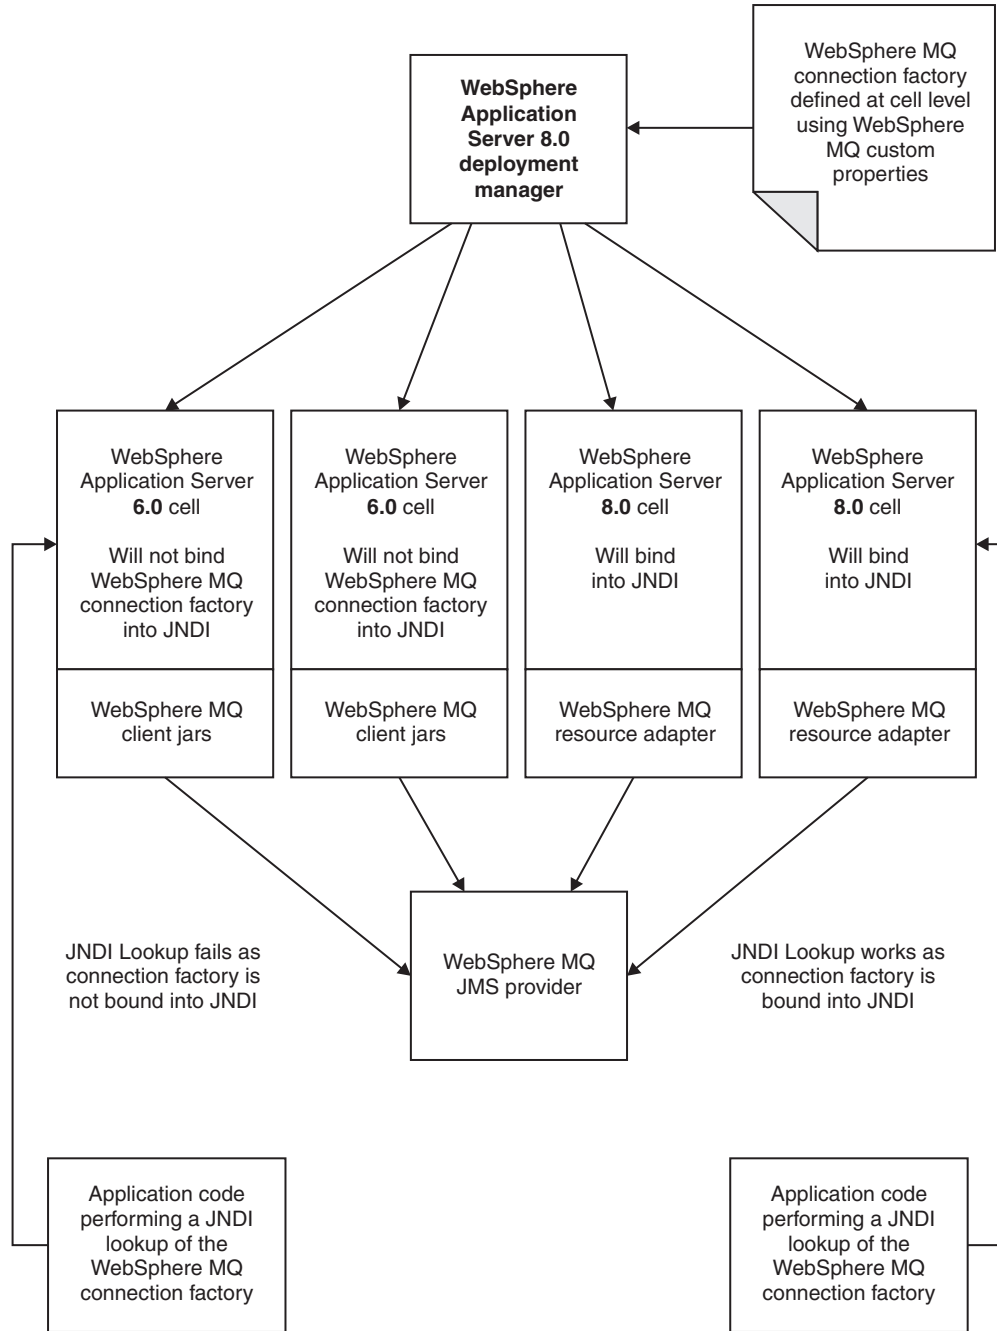 WebSphere
Application
Server 8.0
deployment
manager
WebSphere MQ
connection factory
defined at cell level
using WebSphere
MQ custom
properties
WebSphere
Application Server
6.0 cell
Will not bind
WebSphere MQ
connection factory
into JNDI
WebSphere MQ
client jars
WebSphere
Application Server
6.0 cell
Will not bind
WebSphere MQ
connection factory
into JNDI
WebSphere MQ
client jars
WebSphere
Application Server
8.0 cell
Will bind
into JNDI
WebSphere MQ
resource adapter
WebSphere
Application Server
8.0 cell
Will bind
into JNDI
WebSphere MQ
resource adapter
JNDI Lookup fails as
connection factory is
not bound into JNDI
WebSphere MQ
JMS provider
JNDI Lookup works as
connection factory is
bound into JNDI
Application code
performing a JNDI
lookup of the
WebSphere MQ
connection factory
Application code
performing a JNDI
lookup of the
WebSphere MQ
connection factory